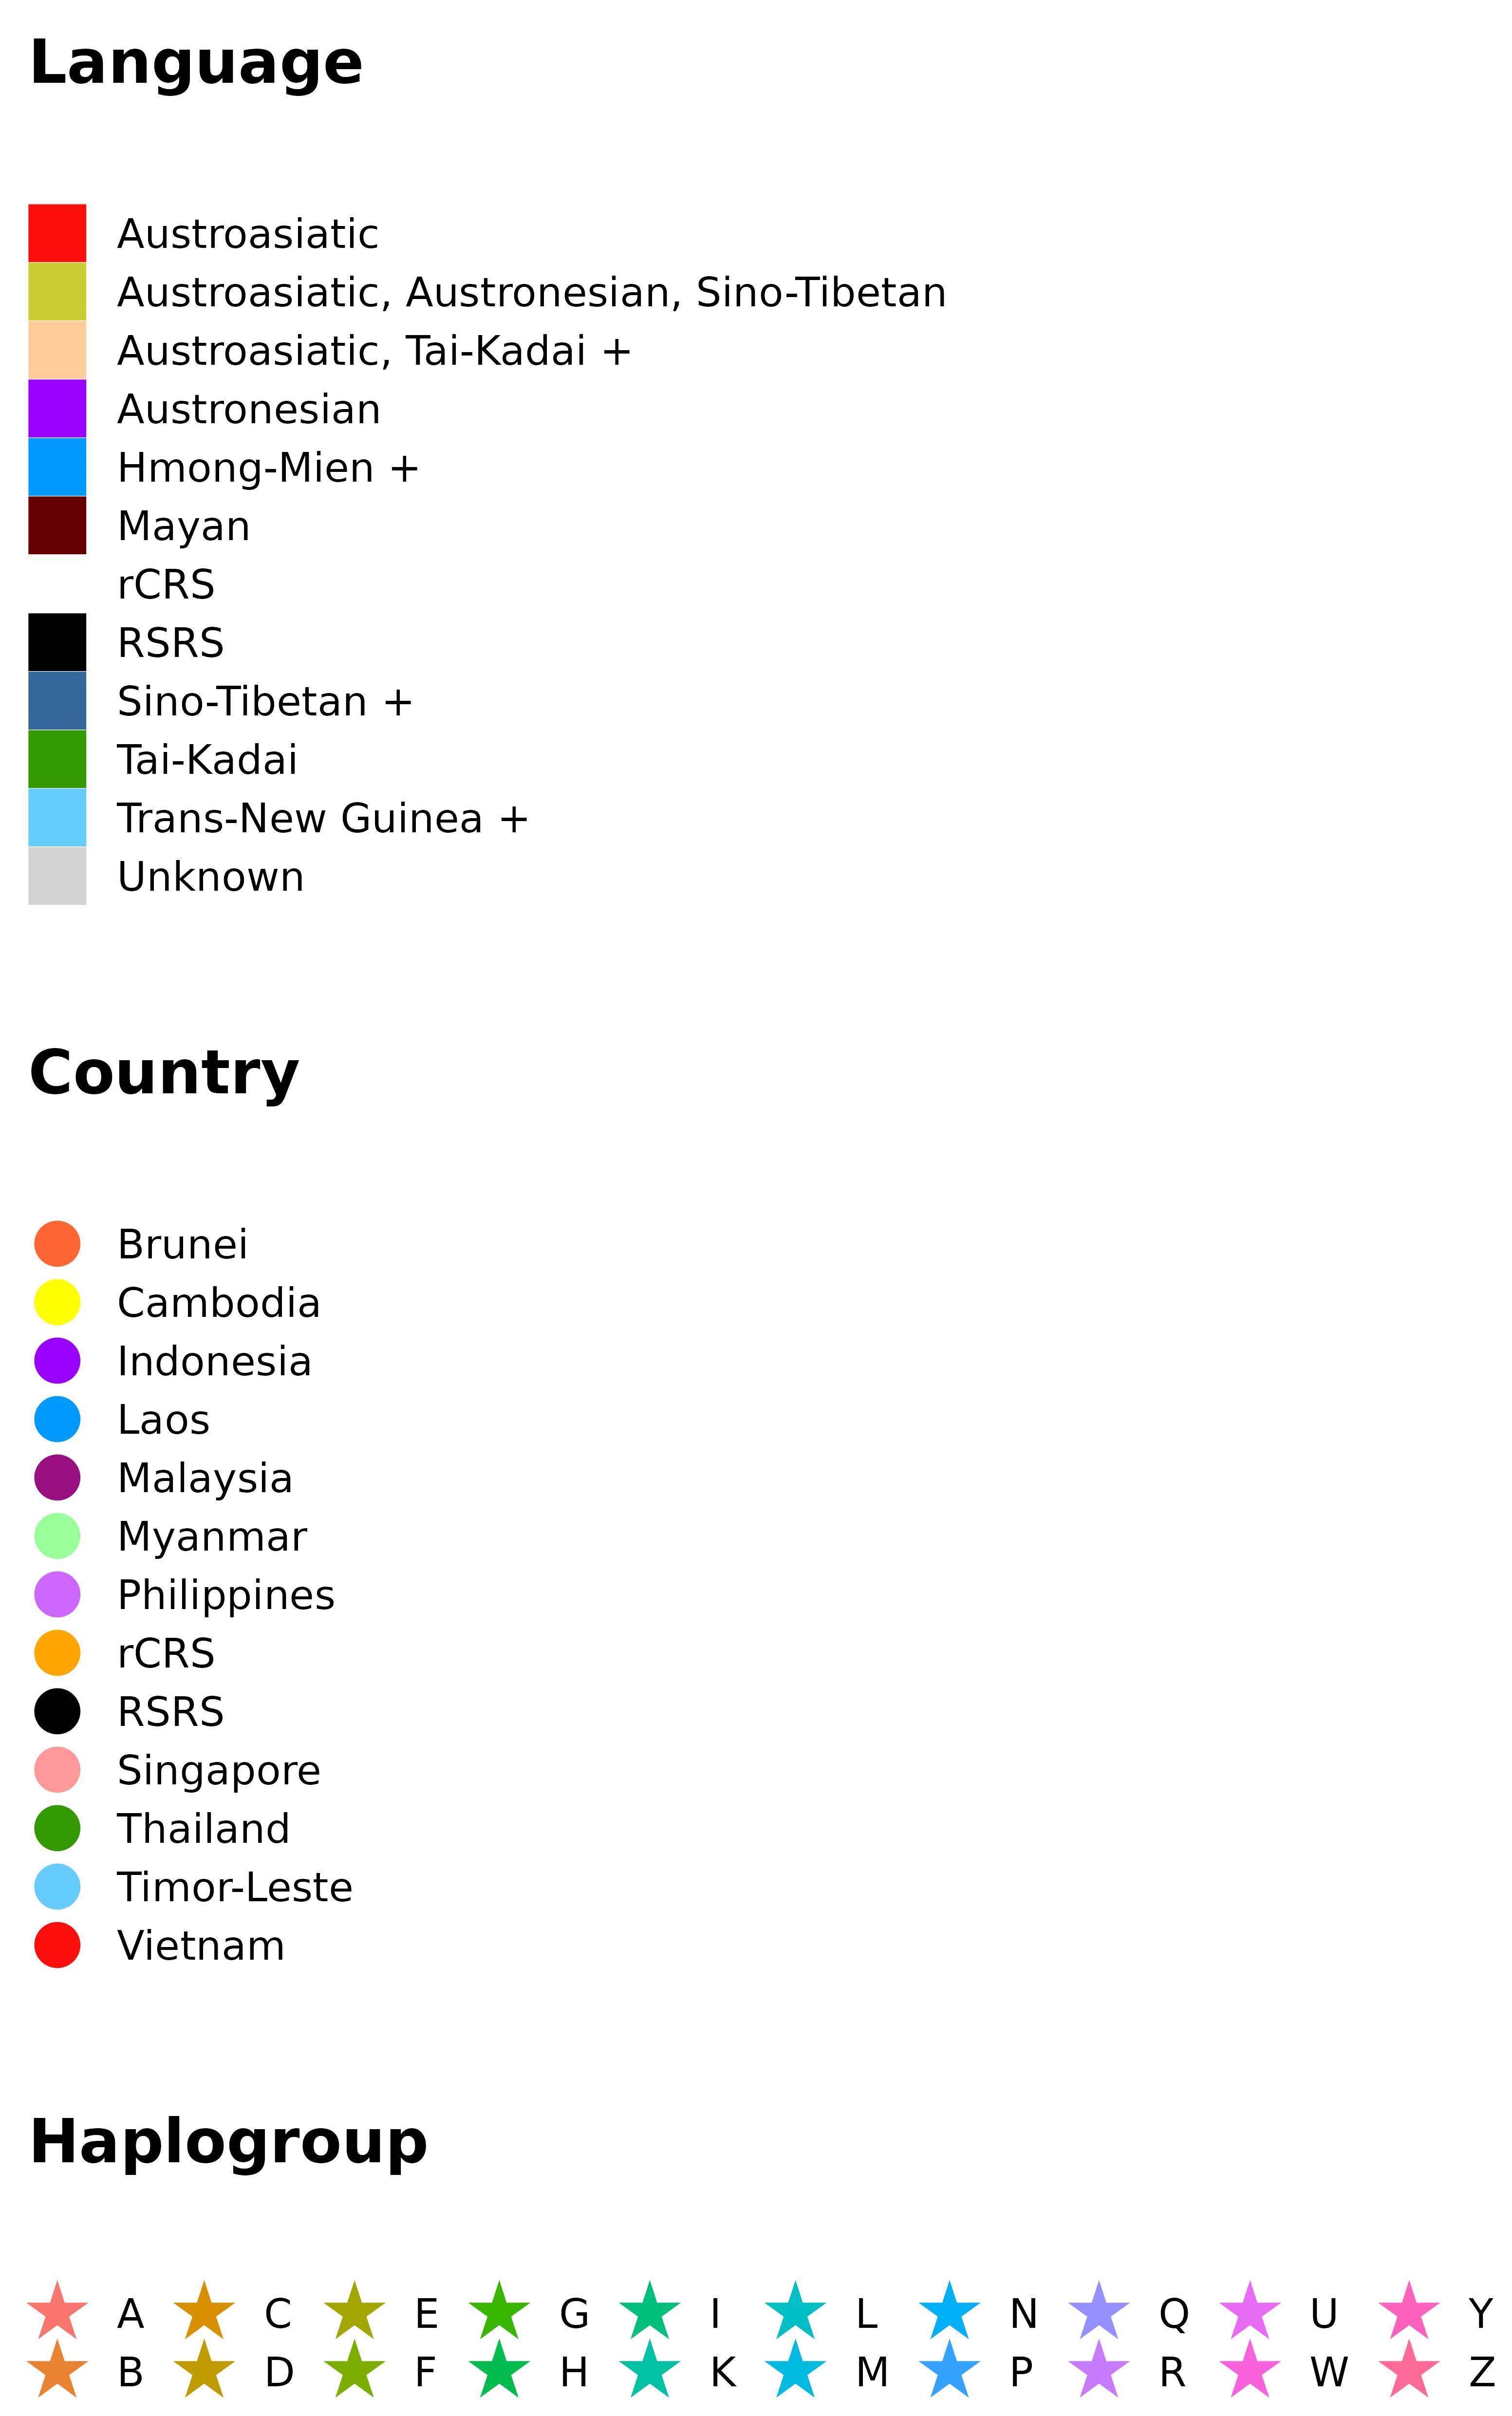 Language
Austroasiatic
Austroasiatic, Austronesian, Sino-Tibetan
Austroasiatic, Tai-Kadai +
Austronesian
Hmong-Mien +
Mayan
rCRS
RSRS
Sino-Tibetan +
Tai-Kadai
Trans-New Guinea +
Unknown
Country
Brunei
Cambodia
Indonesia
Laos
Malaysia
Myanmar
Philippines
rCRS
RSRS
Singapore
Thailand
Timor-Leste
Vietnam
Haplogroup
A C E G I L N Q U Y
B D F H K M P R W Z